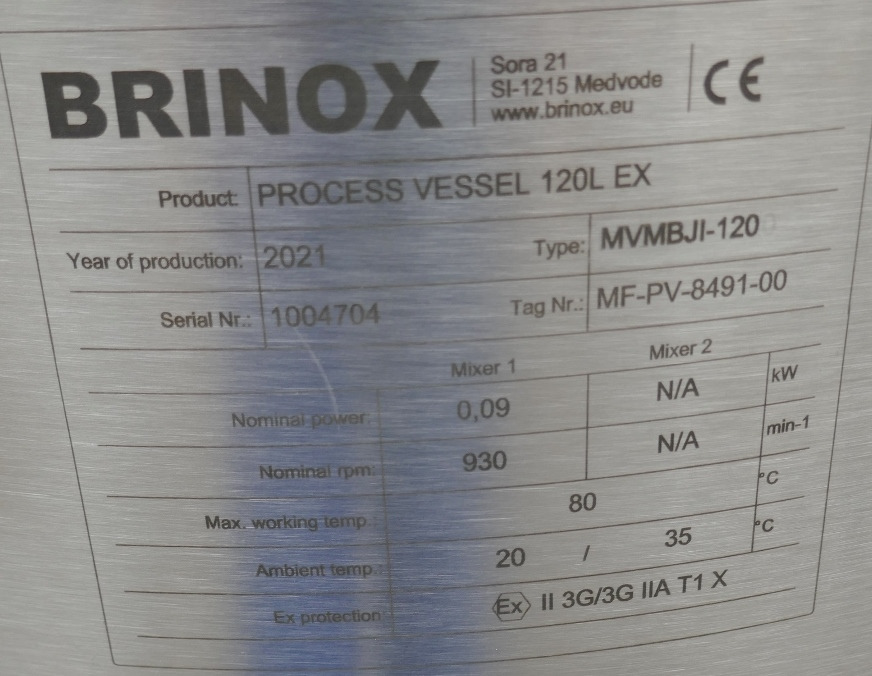 BRINOX
Sora 21
SI-1215 Medvode
www.brinox.eu
CE
Product: PROCESS VESSEL 120L EX
Year of production: 2021 Type: MVMBJI-120
Serial Nr.: 1004704 Tag Nr.: MF-PV-8491-00
Mixer 1 Mixer 2
Nominal power: 0,09 N/A kW
Nominal rpm: 930 N/A min-1
Max. working temp.: 80 °C
Ambient temp.: 20 / 35 °C
Ex protection: Ex II 3G/3G IIA T1 X